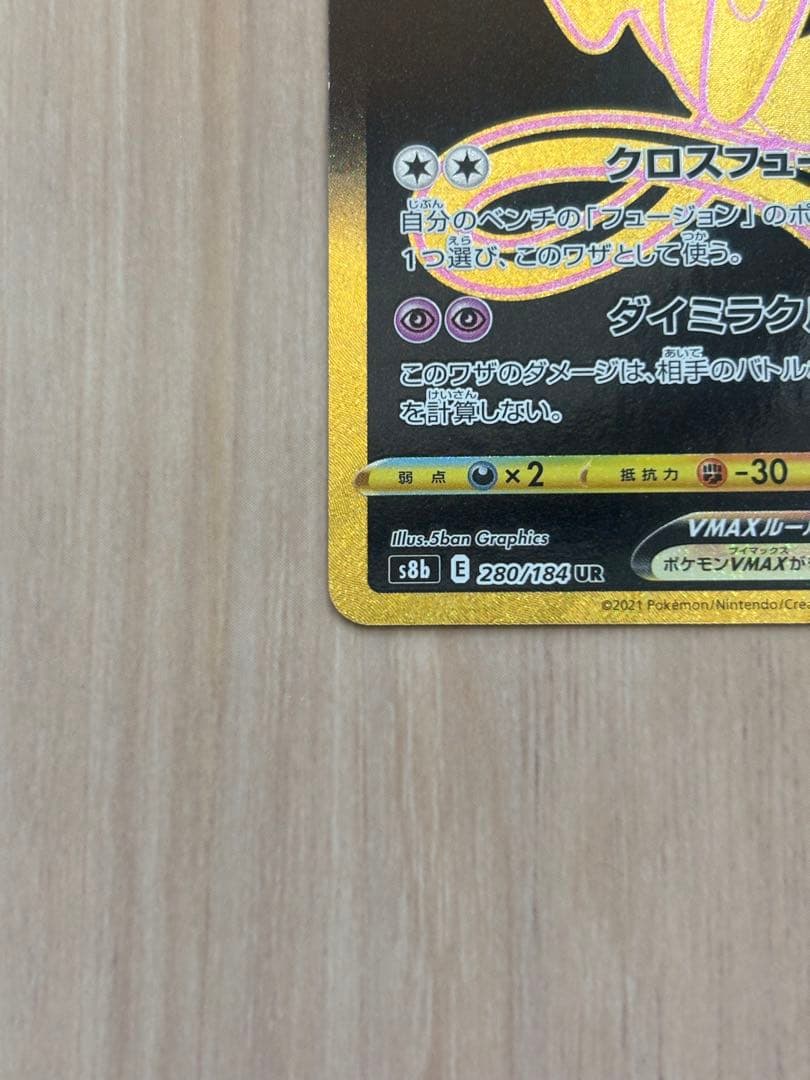 クロスフュー
自分のベンチの「フュージョン」のポ
1つ選び、このワザとして使う。
ダイミラクル
このワザのダメージは、相手のバトル
を計算しない。
弱点 ×2 抵抗力 -30
Illus.5ban Graphics
VMAXルール
s8b E 280/184 UR
ポケモンVMAXが
©2021 Pokémon/Nintendo/Crea